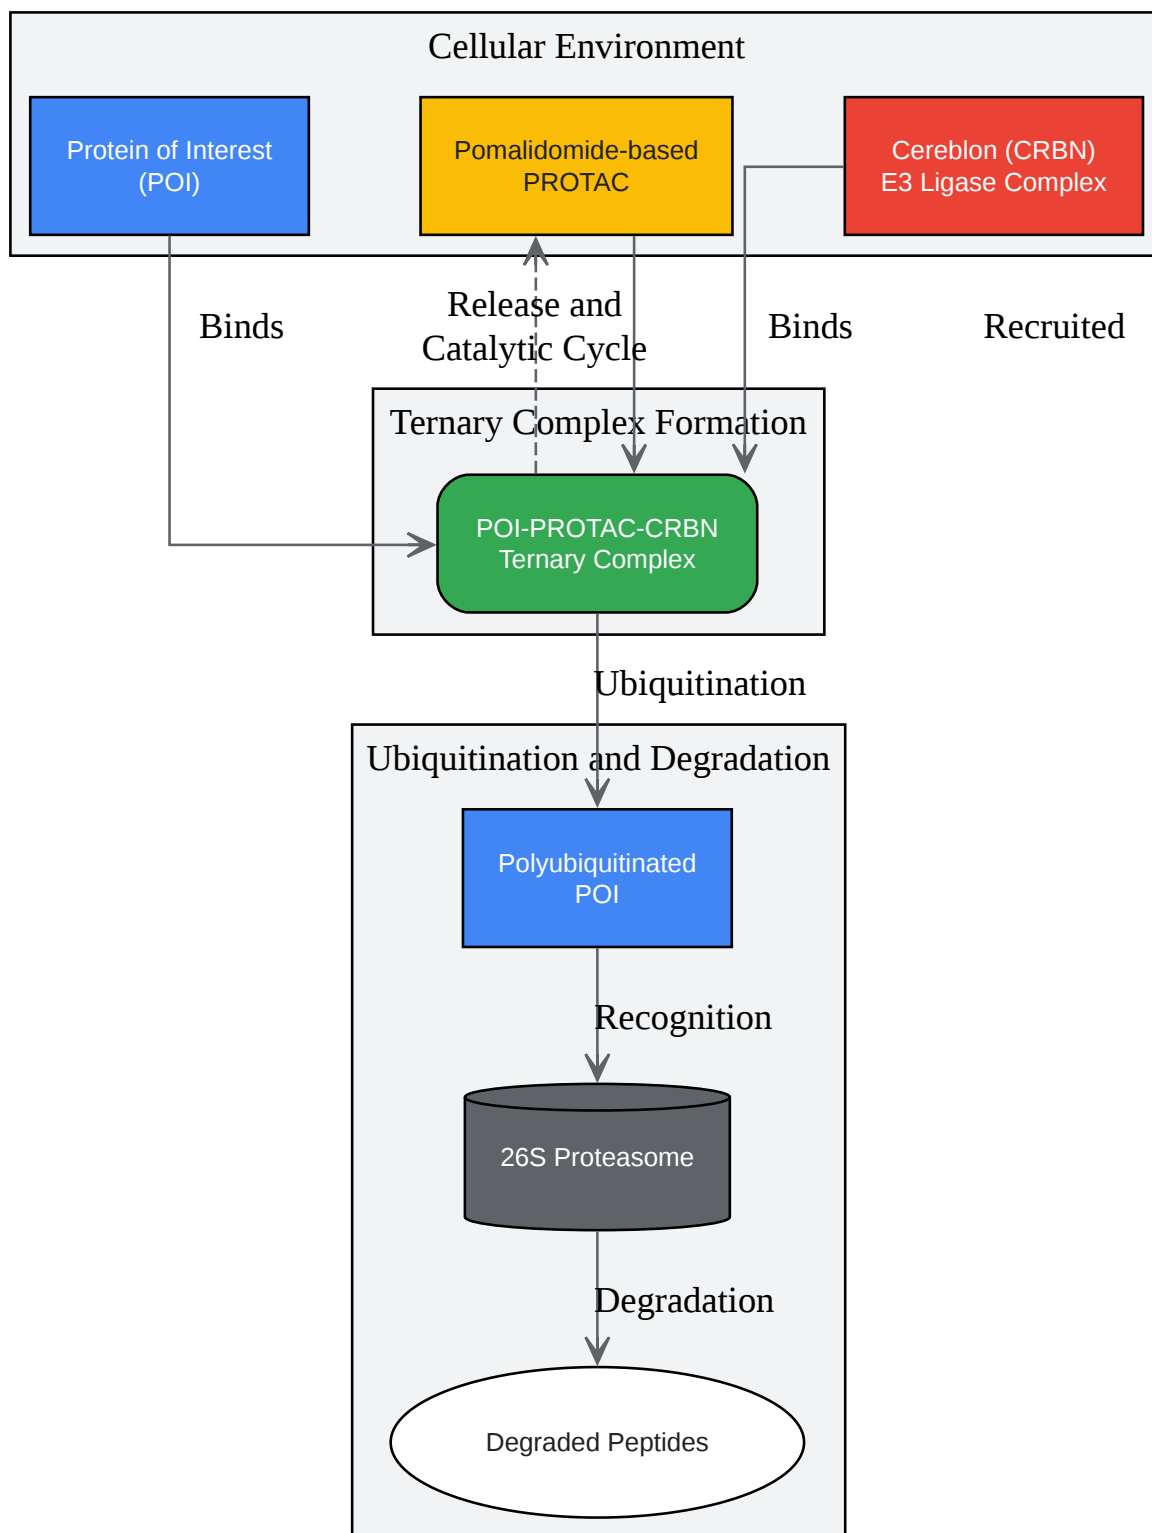 Cellular Environment
Protein of Interest
(POI)
Pomalidomide-based
PROTAC
Cereblon (CRBN)
E3 Ligase Complex
Binds
Release and
Catalytic Cycle
Binds
Recruited
Ternary Complex Formation
POI-PROTAC-CRBN
Ternary Complex
Ubiquitination
Ubiquitination and Degradation
Polyubiquitinated
POI
Recognition
26S Proteasome
Degradation
Degraded Peptides